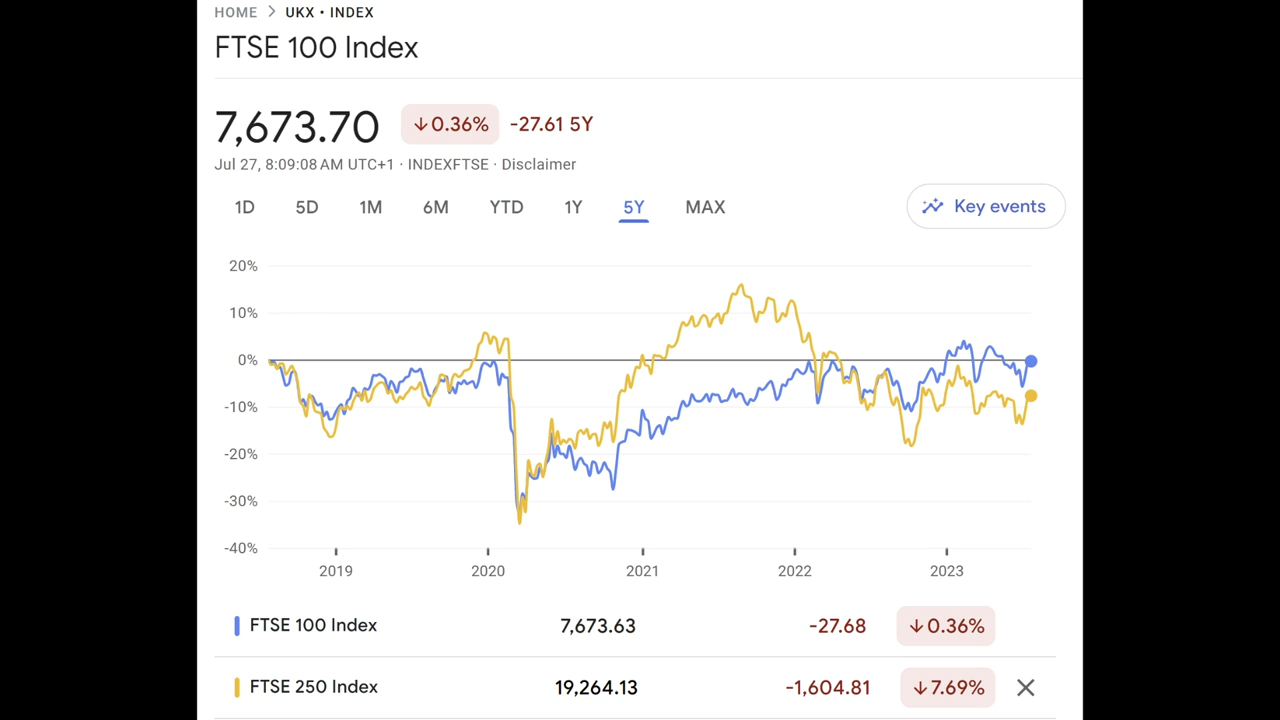 HOME > UKX • INDEX
FTSE 100 Index
7,673.70 ↓0.36% -27.61 5Y
Jul 27, 8:09:08 AM UTC+1 · INDEXFTSE · Disclaimer
1D 5D 1M 6M YTD 1Y 5Y MAX Key events
20%
10%
0%
-10%
-20%
-30%
-40%
2019 2020 2021 2022 2023
FTSE 100 Index 7,673.63 -27.68 ↓0.36%
FTSE 250 Index 19,264.13 -1,604.81 ↓7.69%